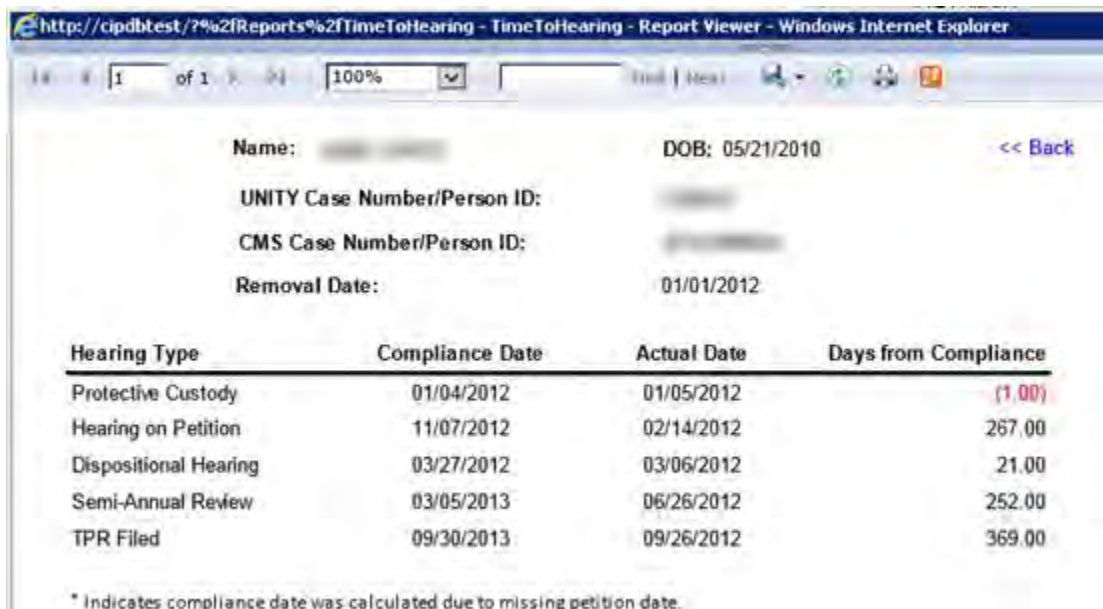 http://cipdbtest/?%2fReports%2fTimeToHearing - TimeToHearing - Report Viewer - Windows Internet Explorer
1 of 1 100% Find | Next
Name: DOB: 05/21/2010 << Back
UNITY Case Number/Person ID:
CMS Case Number/Person ID:
Removal Date: 01/01/2012
Hearing Type Compliance Date Actual Date Days from Compliance
Protective Custody 01/04/2012 01/05/2012 (1.00)
Hearing on Petition 11/07/2012 02/14/2012 267.00
Dispositional Hearing 03/27/2012 03/06/2012 21.00
Semi-Annual Review 03/05/2013 06/26/2012 252.00
TPR Filed 09/30/2013 09/26/2012 369.00
* Indicates compliance date was calculated due to missing petition date.